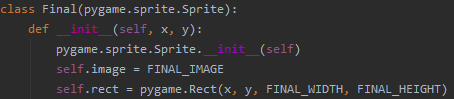 class Final(pygame.sprite.Sprite):
    def __init__(self, x, y):
        pygame.sprite.Sprite.__init__(self)
        self.image = FINAL_IMAGE
        self.rect = pygame.Rect(x, y, FINAL_WIDTH, FINAL_HEIGHT)